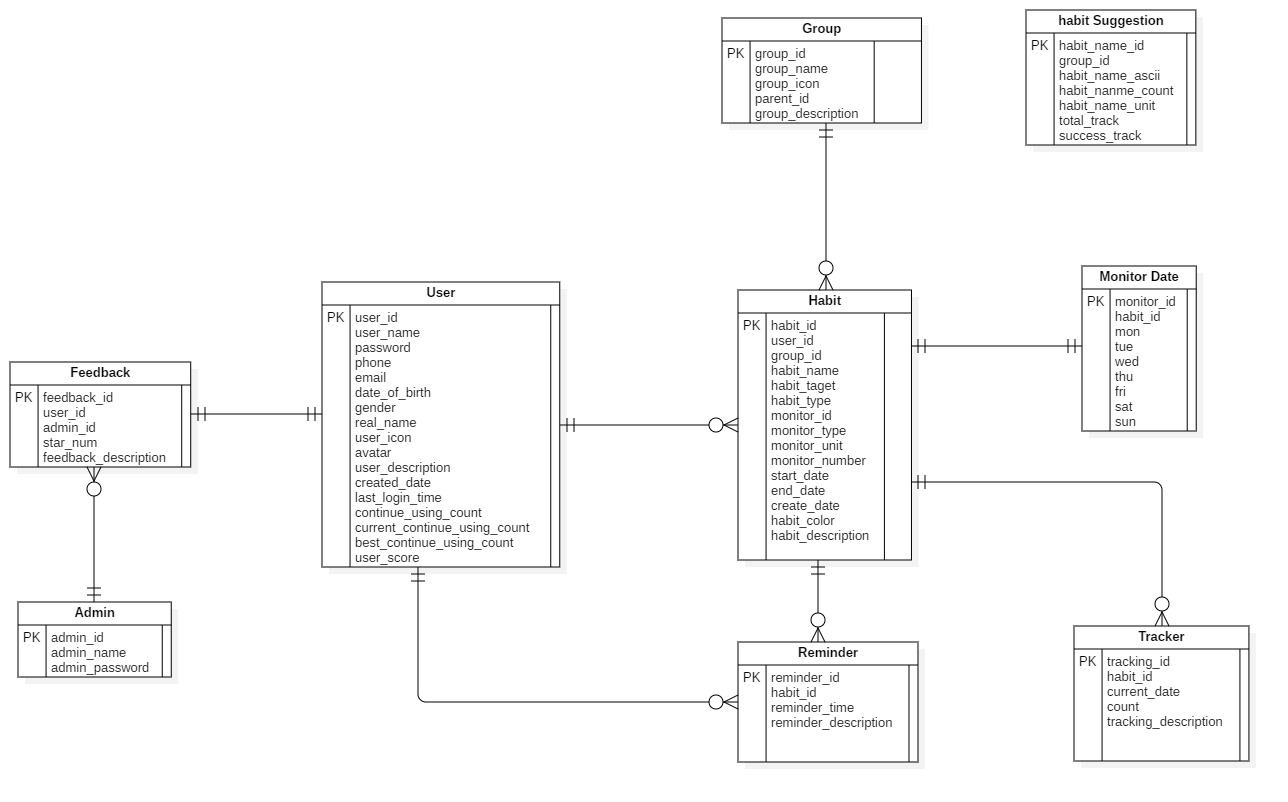 Group
PK group_id
group_name
group_icon
parent_id
group_description
habit Suggestion
PK habit_name_id
group_id
habit_name_ascii
habit_nanme_count
habit_name_unit
total_track
success_track
User
PK user_id
user_name
password
phone
email
date_of_birth
gender
real_name
user_icon
avatar
user_description
created_date
last_login_time
continue_using_count
current_continue_using_count
best_continue_using_count
user_score
Habit
PK habit_id
user_id
group_id
habit_name
habit_taget
habit_type
monitor_id
monitor_type
monitor_unit
monitor_number
start_date
end_date
create_date
habit_color
habit_description
Monitor Date
PK monitor_id
habit_id
mon
tue
wed
thu
fri
sat
sun
Feedback
PK feedback_id
user_id
admin_id
star_num
feedback_description
Admin
PK admin_id
admin_name
admin_password
Reminder
PK reminder_id
habit_id
reminder_time
reminder_description
Tracker
PK tracking_id
habit_id
current_date
count
tracking_description